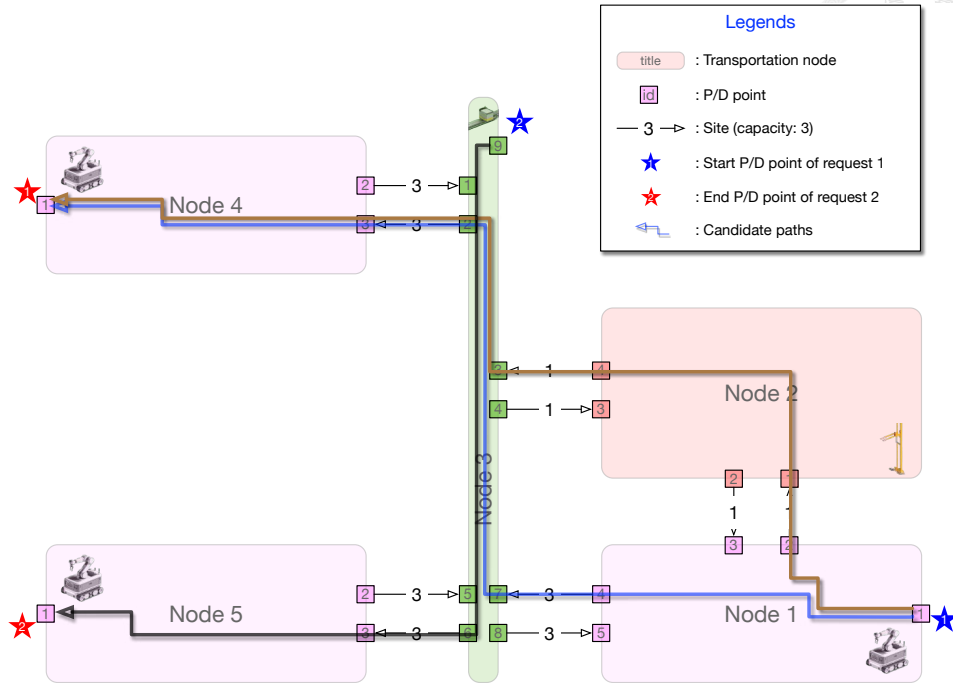 Legends
title : Transportation node
id : P/D point
3 : Site (capacity: 3)
1 : Start P/D point of request 1
2 : End P/D point of request 2
: Candidate paths
2
9
1
1
Node 4
2 3 1
3 3 2
3 1 4
4 1 3
Node 2
Node 3
2 1
1 1
3 2
1
2
Node 5
2 3 5
3 3 6
7 3 4
8 3 5
Node 1
1
1